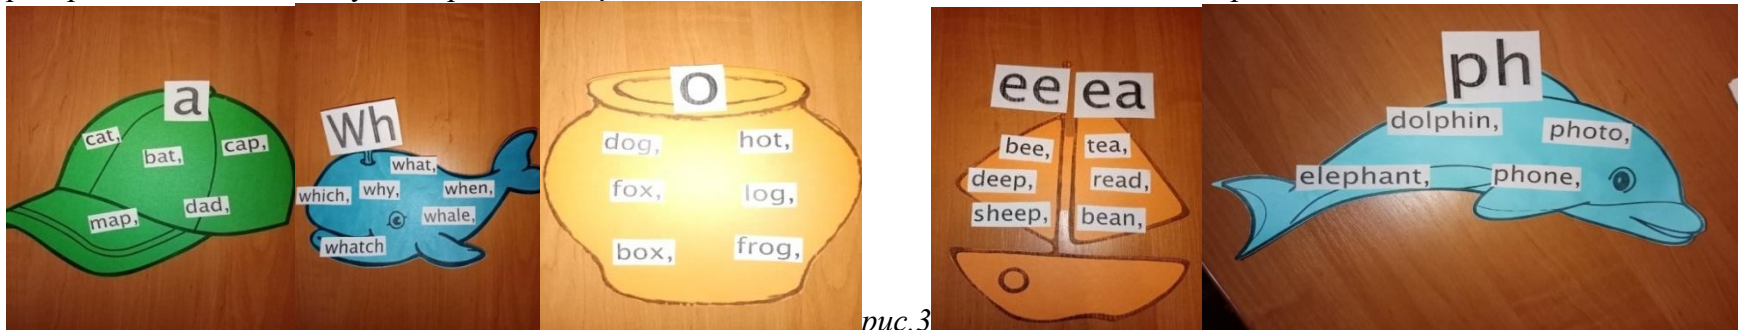 a
cat,
bat,
cap,
map,
dad,
Wh
what,
which,
why,
when,
whale,
whatch
o
dog,
hot,
fox,
log,
box,
frog,
рис.3
ee
ea
bee,
tea,
deep,
read,
sheep,
bean,
ph
dolphin,
photo,
elephant,
phone,